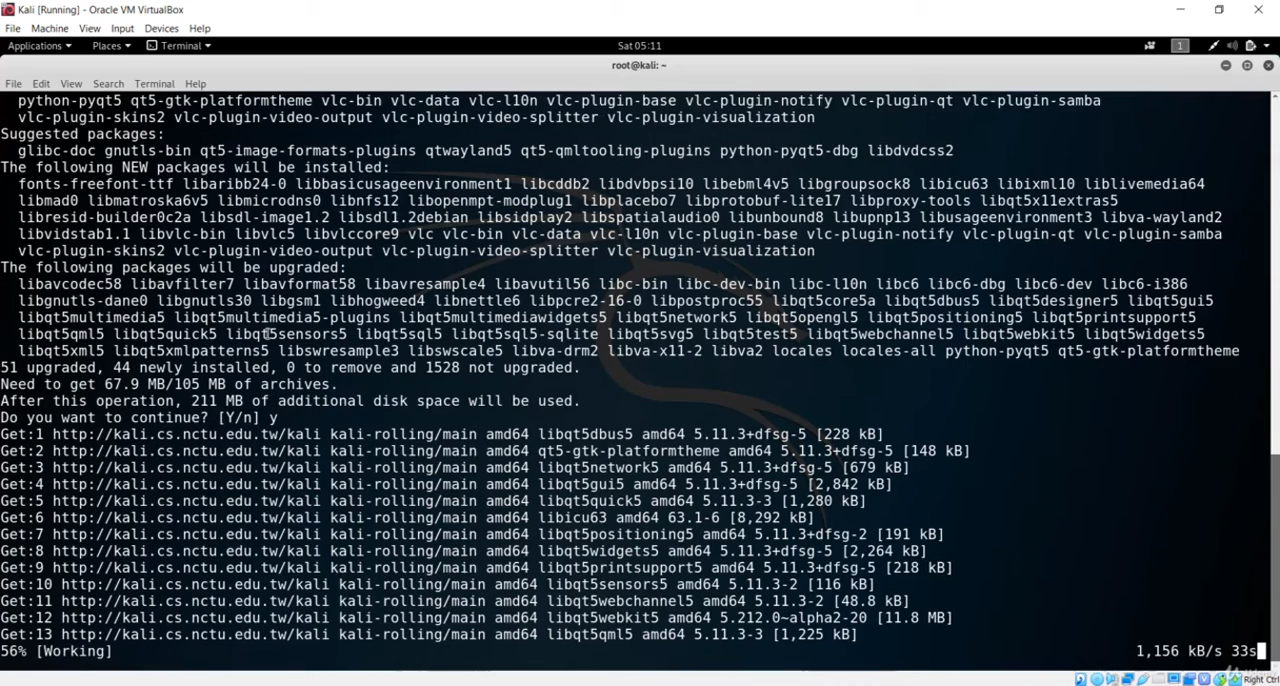 Kali [Running] - Oracle VM VirtualBox
File Machine View Input Devices Help
Applications Places Terminal Sat 05:11 1
root@kali: ~
File Edit View Search Terminal Help
python-pyqt5 qt5-gtk-platformtheme vlc-bin vlc-data vlc-l10n vlc-plugin-base vlc-plugin-notify vlc-plugin-qt vlc-plugin-samba
vlc-plugin-skins2 vlc-plugin-video-output vlc-plugin-video-splitter vlc-plugin-visualization
Suggested packages:
glibc-doc gnutls-bin qt5-image-formats-plugins qtwayland5 qt5-qmltooling-plugins python-pyqt5-dbg libdvdcss2
The following NEW packages will be installed:
fonts-freefont-ttf libaribb24-0 libbasicusageenvironment1 libcddb2 libdvbpsi10 libebml4v5 libgroupsock8 libicu63 libixml10 liblivemedia64
libmad0 libmatroska6v5 libmicrodns0 libnfs12 libopenmpt-modplug1 libplacebo7 libprotobuf-lite17 libproxy-tools libqt5x11extras5
libresid-builder0c2a libsdl-image1.2 libsdl1.2debian libsidplay2 libspatialaudio0 libunbound8 libupnp13 libusageenvironment3 libva-wayland2
libvidstab1.1 libvlc-bin libvlc5 libvlccore9 vlc vlc-bin vlc-data vlc-l10n vlc-plugin-base vlc-plugin-notify vlc-plugin-qt vlc-plugin-samba
vlc-plugin-skins2 vlc-plugin-video-output vlc-plugin-video-splitter vlc-plugin-visualization
The following packages will be upgraded:
libavcodec58 libavfilter7 libavformat58 libavresample4 libavutil56 libc-bin libc-dev-bin libc-l10n libc6 libc6-dbg libc6-dev libc6-i386
libgnutls-dane0 libgnutls30 libgsm1 libhogweed4 libnettle6 libpcre2-16-0 libpostproc55 libqt5core5a libqt5dbus5 libqt5designer5 libqt5gui5
libqt5multimedia5 libqt5multimedia5-plugins libqt5multimediawidgets5 libqt5network5 libqt5opengl5 libqt5positioning5 libqt5printsupport5
libqt5qml5 libqt5quick5 libqt5sensors5 libqt5sql5 libqt5sql5-sqlite libqt5svg5 libqt5test5 libqt5webchannel5 libqt5webkit5 libqt5widgets5
libqt5xml5 libqt5xmlpatterns5 libswresample3 libswscale5 libva-drm2 libva-x11-2 libva2 locales locales-all python-pyqt5 qt5-gtk-platformtheme
51 upgraded, 44 newly installed, 0 to remove and 1528 not upgraded.
Need to get 67.9 MB/105 MB of archives.
After this operation, 211 MB of additional disk space will be used.
Do you want to continue? [Y/n] y
Get:1 http://kali.cs.nctu.edu.tw/kali kali-rolling/main amd64 libqt5dbus5 amd64 5.11.3+dfsg-5 [228 kB]
Get:2 http://kali.cs.nctu.edu.tw/kali kali-rolling/main amd64 qt5-gtk-platformtheme amd64 5.11.3+dfsg-5 [148 kB]
Get:3 http://kali.cs.nctu.edu.tw/kali kali-rolling/main amd64 libqt5network5 amd64 5.11.3+dfsg-5 [679 kB]
Get:4 http://kali.cs.nctu.edu.tw/kali kali-rolling/main amd64 libqt5gui5 amd64 5.11.3+dfsg-5 [2,842 kB]
Get:5 http://kali.cs.nctu.edu.tw/kali kali-rolling/main amd64 libqt5quick5 amd64 5.11.3-3 [1,280 kB]
Get:6 http://kali.cs.nctu.edu.tw/kali kali-rolling/main amd64 libicu63 amd64 63.1-6 [8,292 kB]
Get:7 http://kali.cs.nctu.edu.tw/kali kali-rolling/main amd64 libqt5positioning5 amd64 5.11.3+dfsg-2 [191 kB]
Get:8 http://kali.cs.nctu.edu.tw/kali kali-rolling/main amd64 libqt5widgets5 amd64 5.11.3+dfsg-5 [2,264 kB]
Get:9 http://kali.cs.nctu.edu.tw/kali kali-rolling/main amd64 libqt5printsupport5 amd64 5.11.3+dfsg-5 [218 kB]
Get:10 http://kali.cs.nctu.edu.tw/kali kali-rolling/main amd64 libqt5sensors5 amd64 5.11.3-2 [116 kB]
Get:11 http://kali.cs.nctu.edu.tw/kali kali-rolling/main amd64 libqt5webchannel5 amd64 5.11.3-2 [48.8 kB]
Get:12 http://kali.cs.nctu.edu.tw/kali kali-rolling/main amd64 libqt5webkit5 amd64 5.212.0~alpha2-20 [11.8 MB]
Get:13 http://kali.cs.nctu.edu.tw/kali kali-rolling/main amd64 libqt5qml5 amd64 5.11.3-3 [1,225 kB]
56% [Working] 1,156 kB/s 33s
Right Ctrl